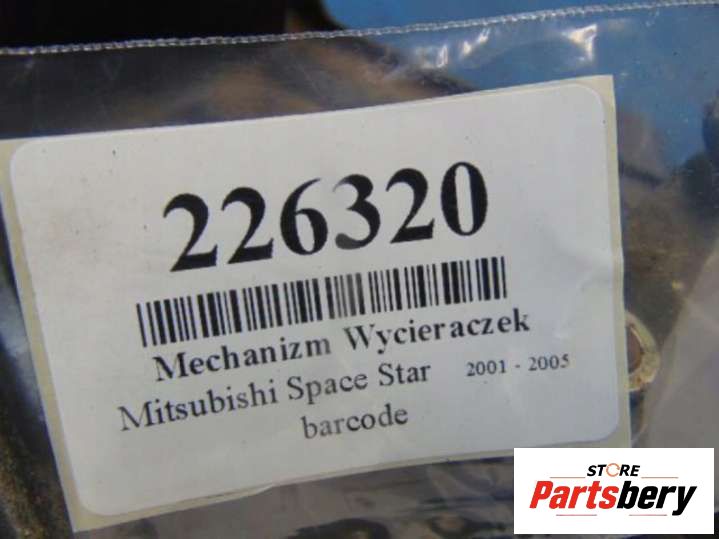 226320
Mechanizm Wycieraczek
Mitsubishi Space Star 2001 - 2005
barcode
STORE
Partsbery